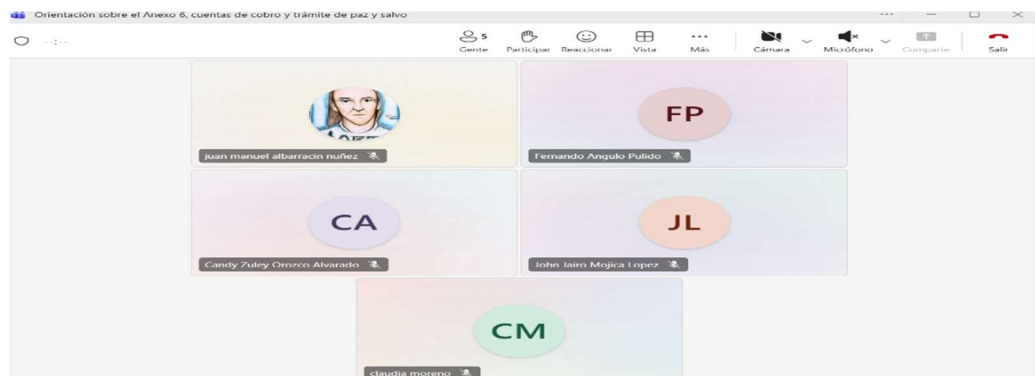 Orientación sobre el Anexo 6, cuentas de cobro y trámite de paz y salvo
--:--
5
Gente Participar Reaccionar Vista Más Cámara Micrófono Comparte Salir
juan manuel albarracin nuñez
FP
Fernando Angulo Pulido
CA
Candy Zuley Orozco Alvarado
JL
John Jairo Mojica Lopez
CM
claudia moreno